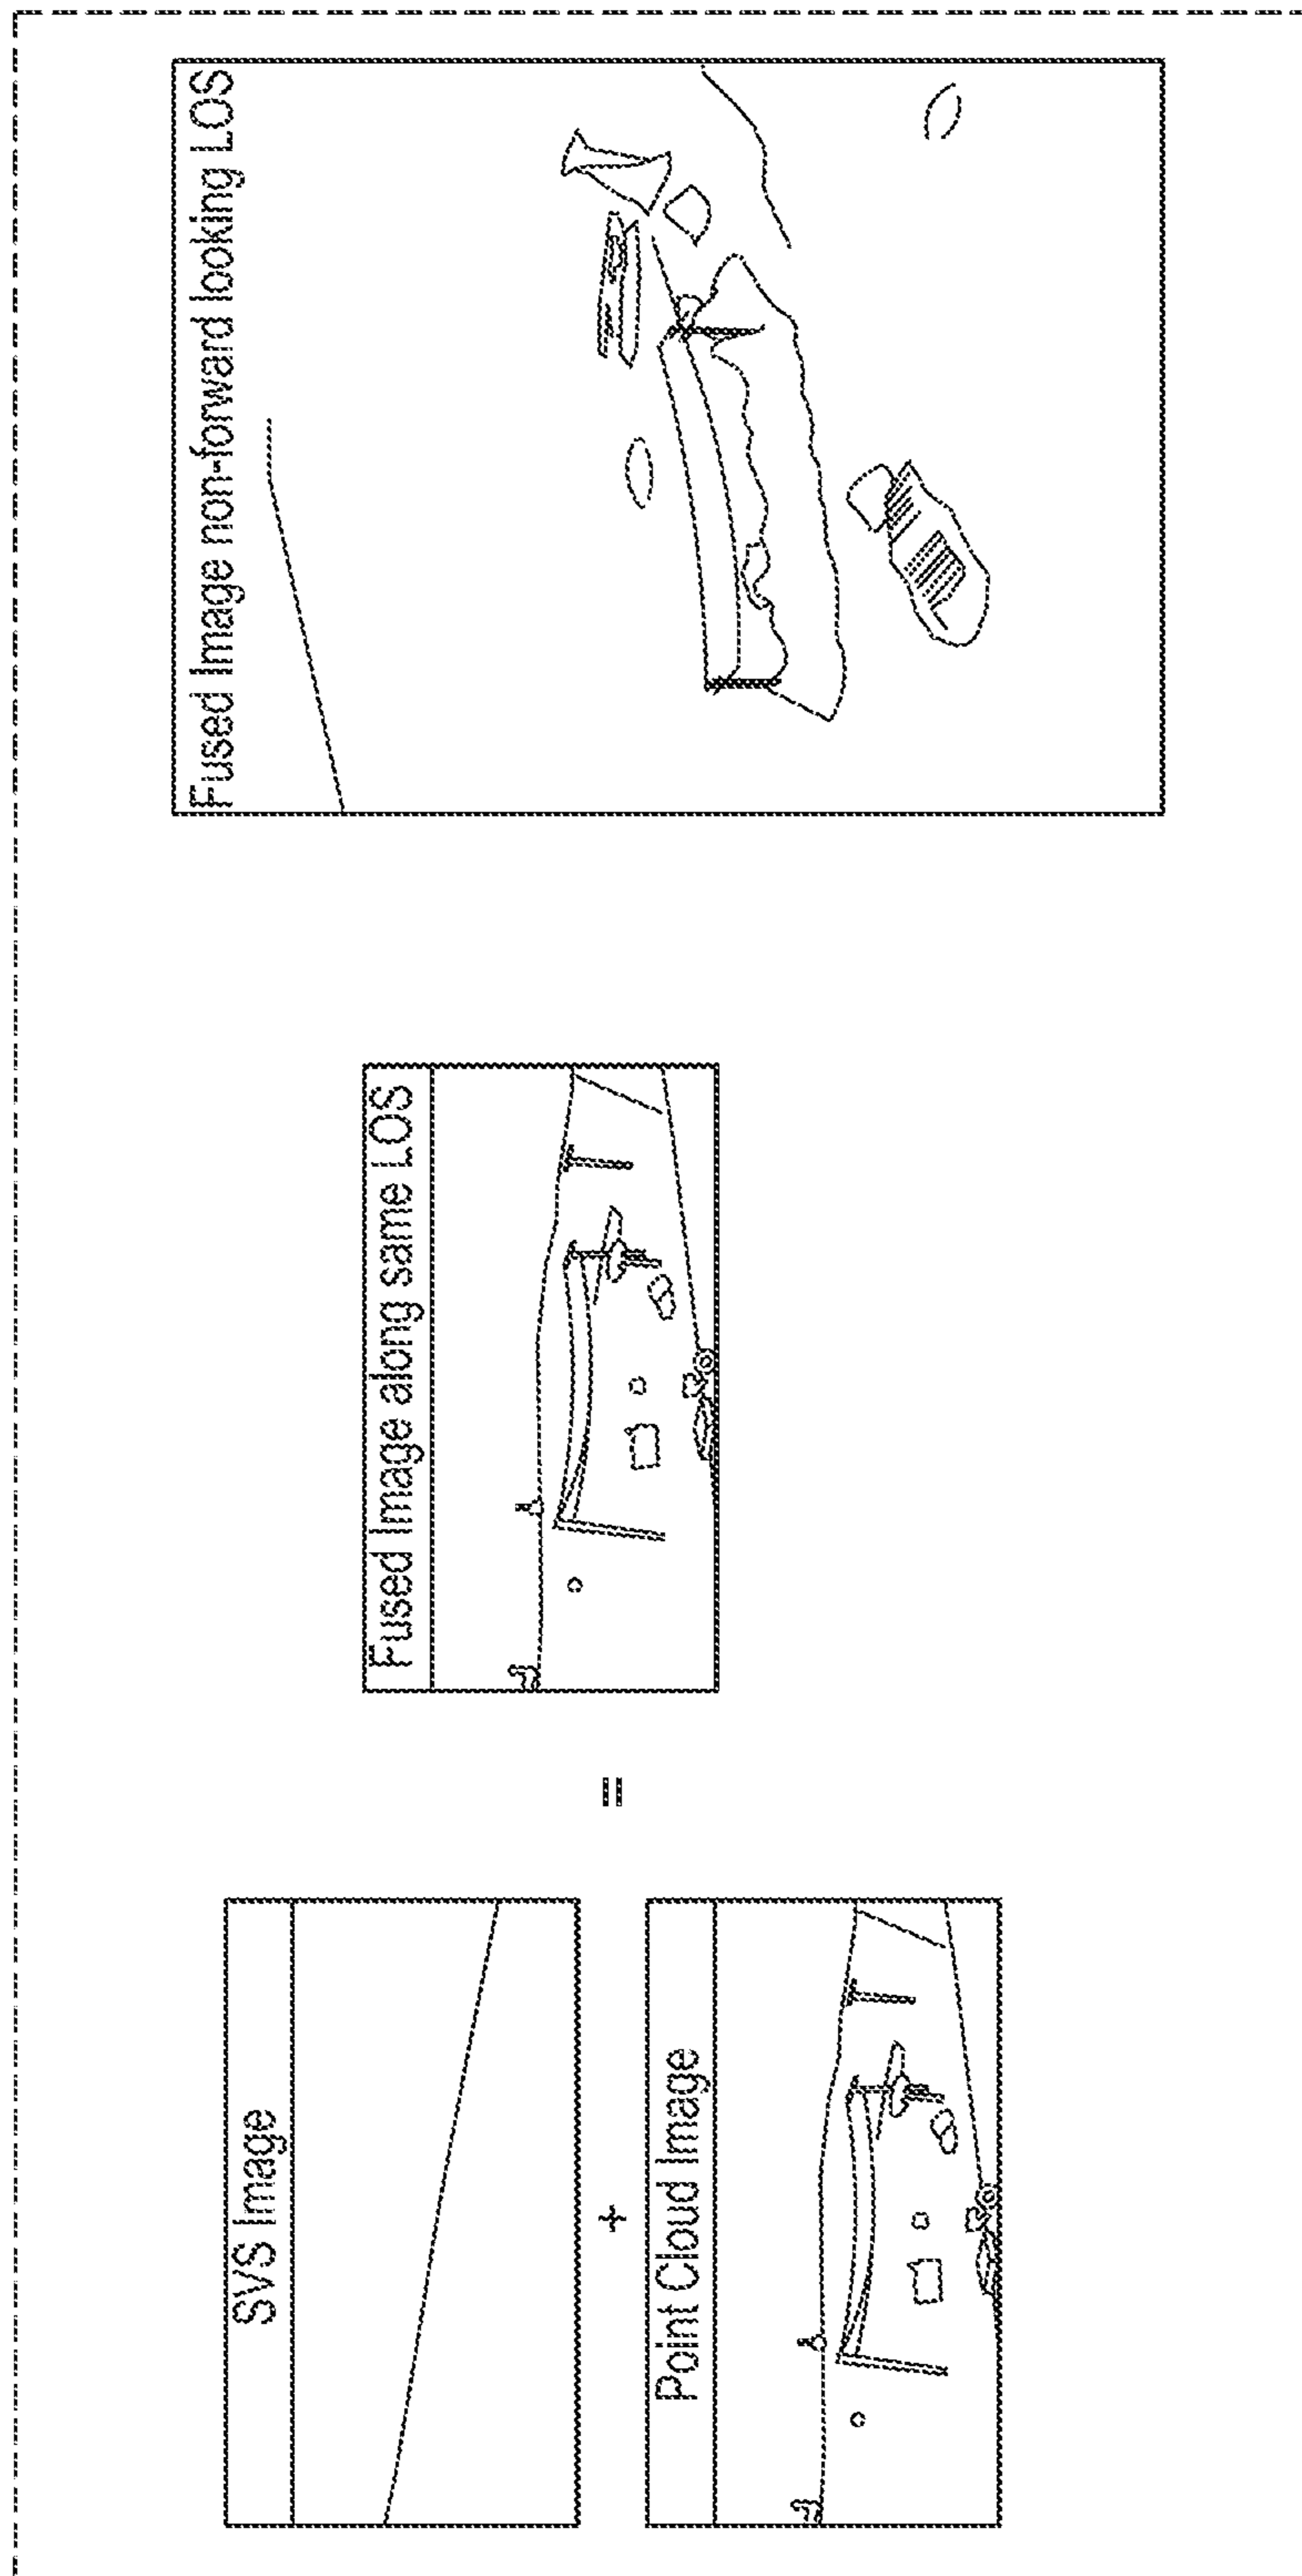 SVS Image
+
Point Cloud Image
=
Fused Image along same LOS
Fused Image non-forward looking LOS